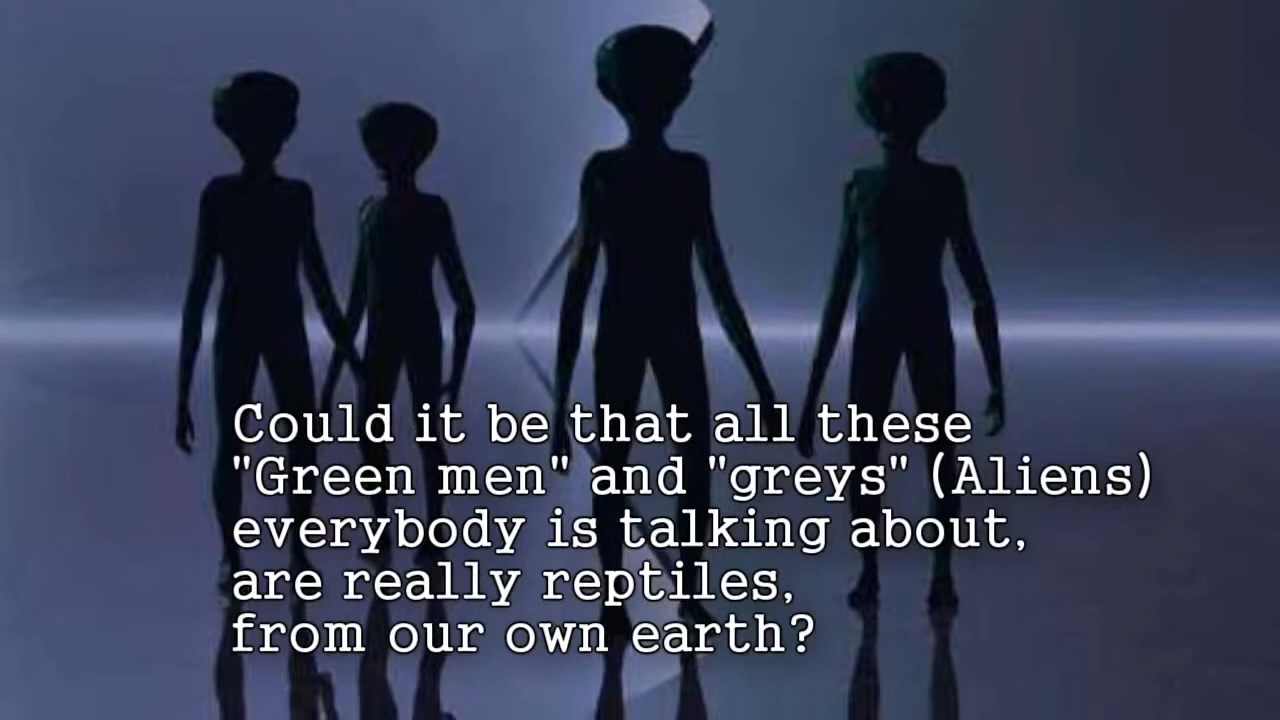 Could it be that all these
"Green men" and "greys" (Aliens)
everybody is talking about,
are really reptiles,
from our own earth?